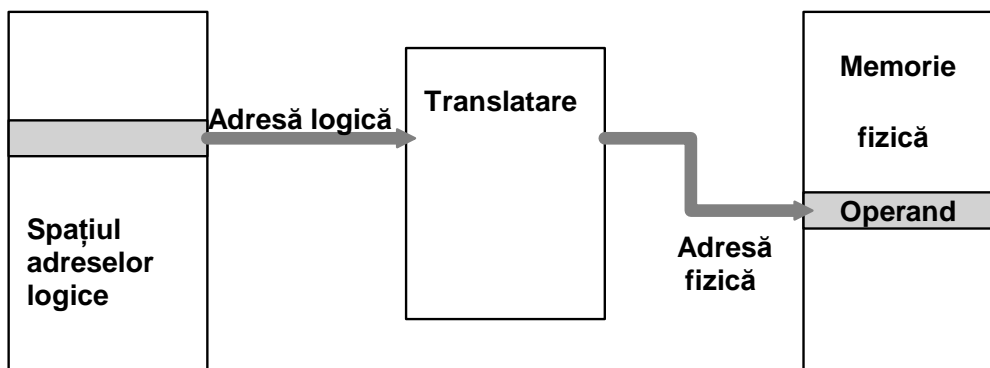 Adresă logică
Spațiul
adreselor
logice
Translatare
Adresă
fizică
Memorie
fizică
Operand